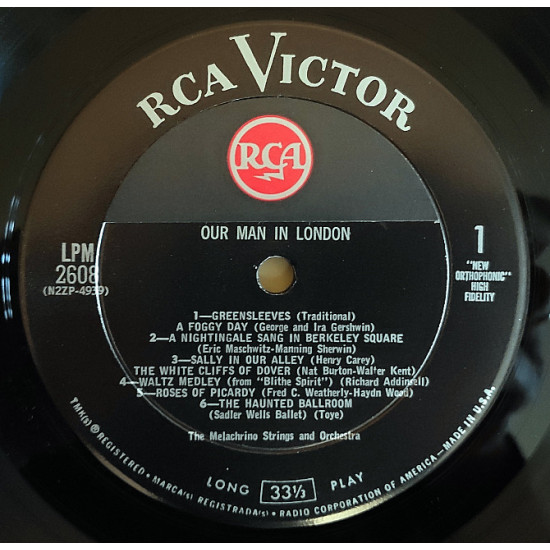 RCA VICTOR
RCA
OUR MAN IN LONDON
LPM
2608
(N2ZP-4939)
1
"NEW
ORTHOPHONIC"
HIGH
FIDELITY
1—GREENSLEEVES (Traditional)
A FOGGY DAY (George and Ira Gershwin)
2—A NIGHTINGALE SANG IN BERKELEY SQUARE
(Eric Maschwitz-Manning Sherwin)
3—SALLY IN OUR ALLEY (Henry Carey)
THE WHITE CLIFFS OF DOVER (Nat Burton-Walter Kent)
4—WALTZ MEDLEY (from "Blithe Spirit") (Richard Addinsell)
5—ROSES OF PICARDY (Fred C. Weatherly-Haydn Wood)
6—THE HAUNTED BALLROOM
(Sadler Wells Ballet) (Toye)
The Melachrino Strings and Orchestra
LONG 33⅓ PLAY
TMK(s) ® REGISTERED • MARCA(s) REGISTRADA(s) • RADIO CORPORATION OF AMERICA—MADE IN U.S.A.